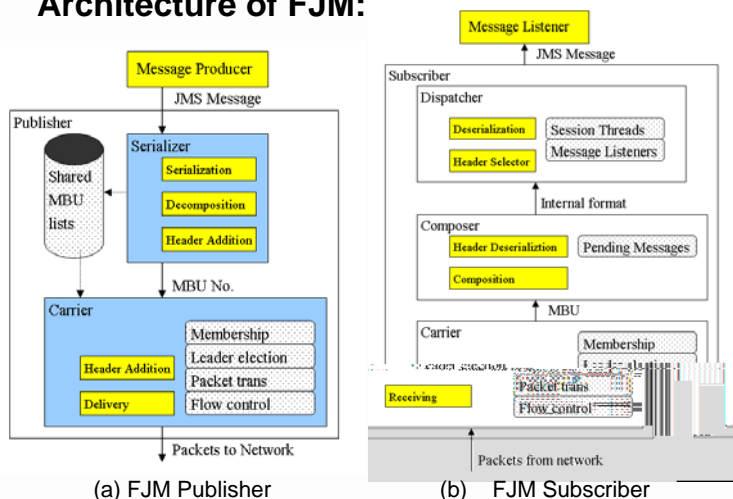 Architecture of FJM:
Message Producer
JMS Message
Publisher
Serializer
Serialization
Decomposition
Header Addition
Shared
MBU
lists
MBU No.
Carrier
Membership
Leader election
Packet trans
Flow control
Header Addition
Delivery
Packets to Network
(a) FJM Publisher
Message Listener
JMS Message
Subscriber
Dispatcher
Deserialization
Header Selector
Session Threads
Message Listeners
Internal format
Composer
Header Deserializtion
Composition
Pending Messages
MBU
Carrier
Membership
Packet trans
Flow control
Receiving
Packets from network
(b) FJM Subscriber